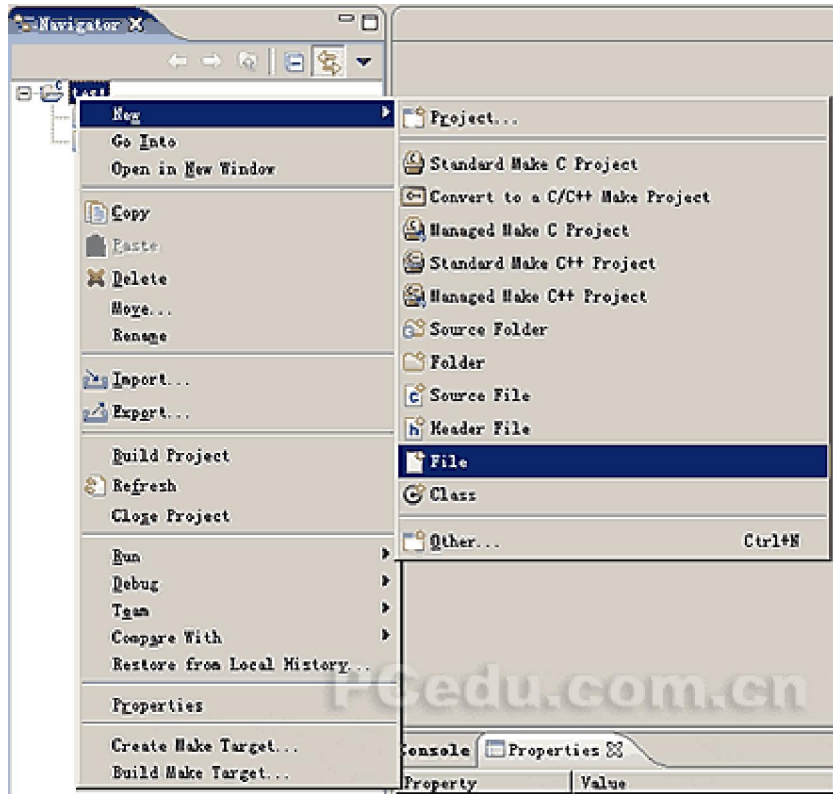 Navigator
test
New
Go Into
Open in New Window
Copy
Paste
Delete
Move...
Rename
Import...
Export...
Build Project
Refresh
Close Project
Run
Debug
Team
Compare With
Restore from Local History...
Properties
Create Make Target...
Build Make Target...
Project...
Standard Make C Project
Convert to a C/C++ Make Project
Managed Make C Project
Standard Make C++ Project
Managed Make C++ Project
Source Folder
Folder
Source File
Header File
File
Class
Other... Ctrl+N
PCedu.com.cn
Console Properties
Property Value